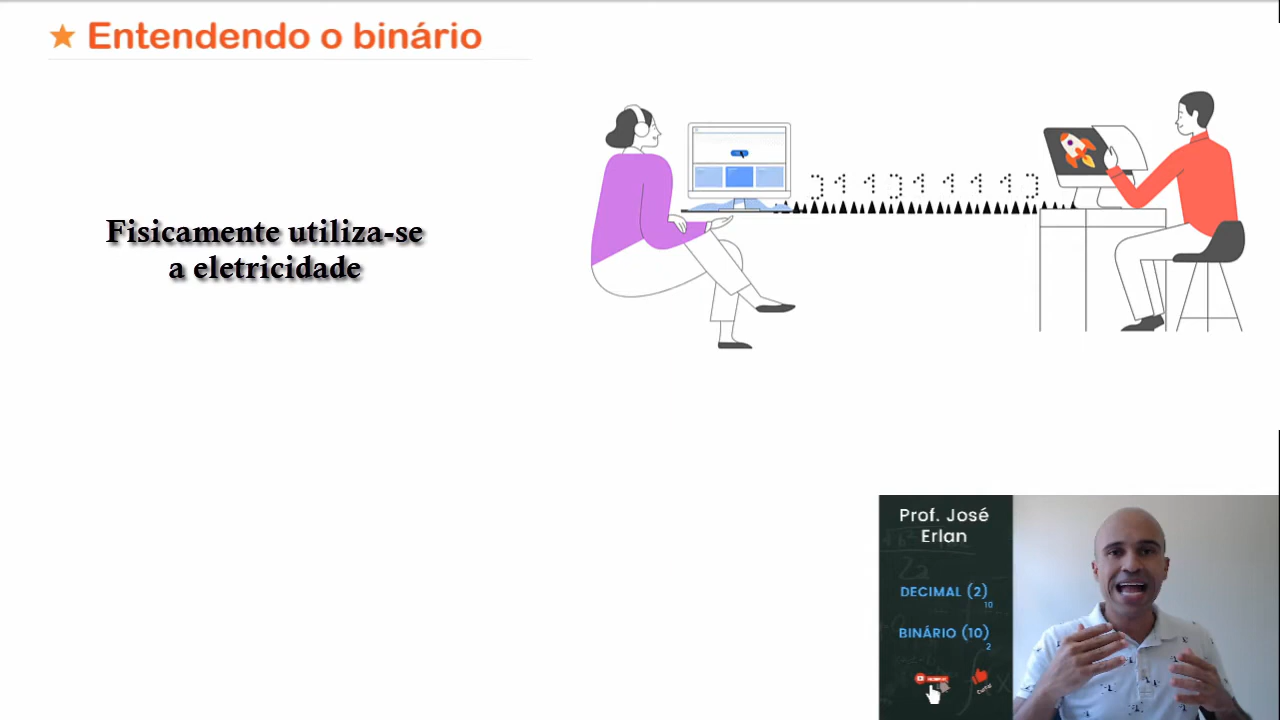 Entendendo o binário
Fisicamente utiliza-se
a eletricidade
Prof. José
Erlan
DECIMAL (2)
10
BINÁRIO (10)
2